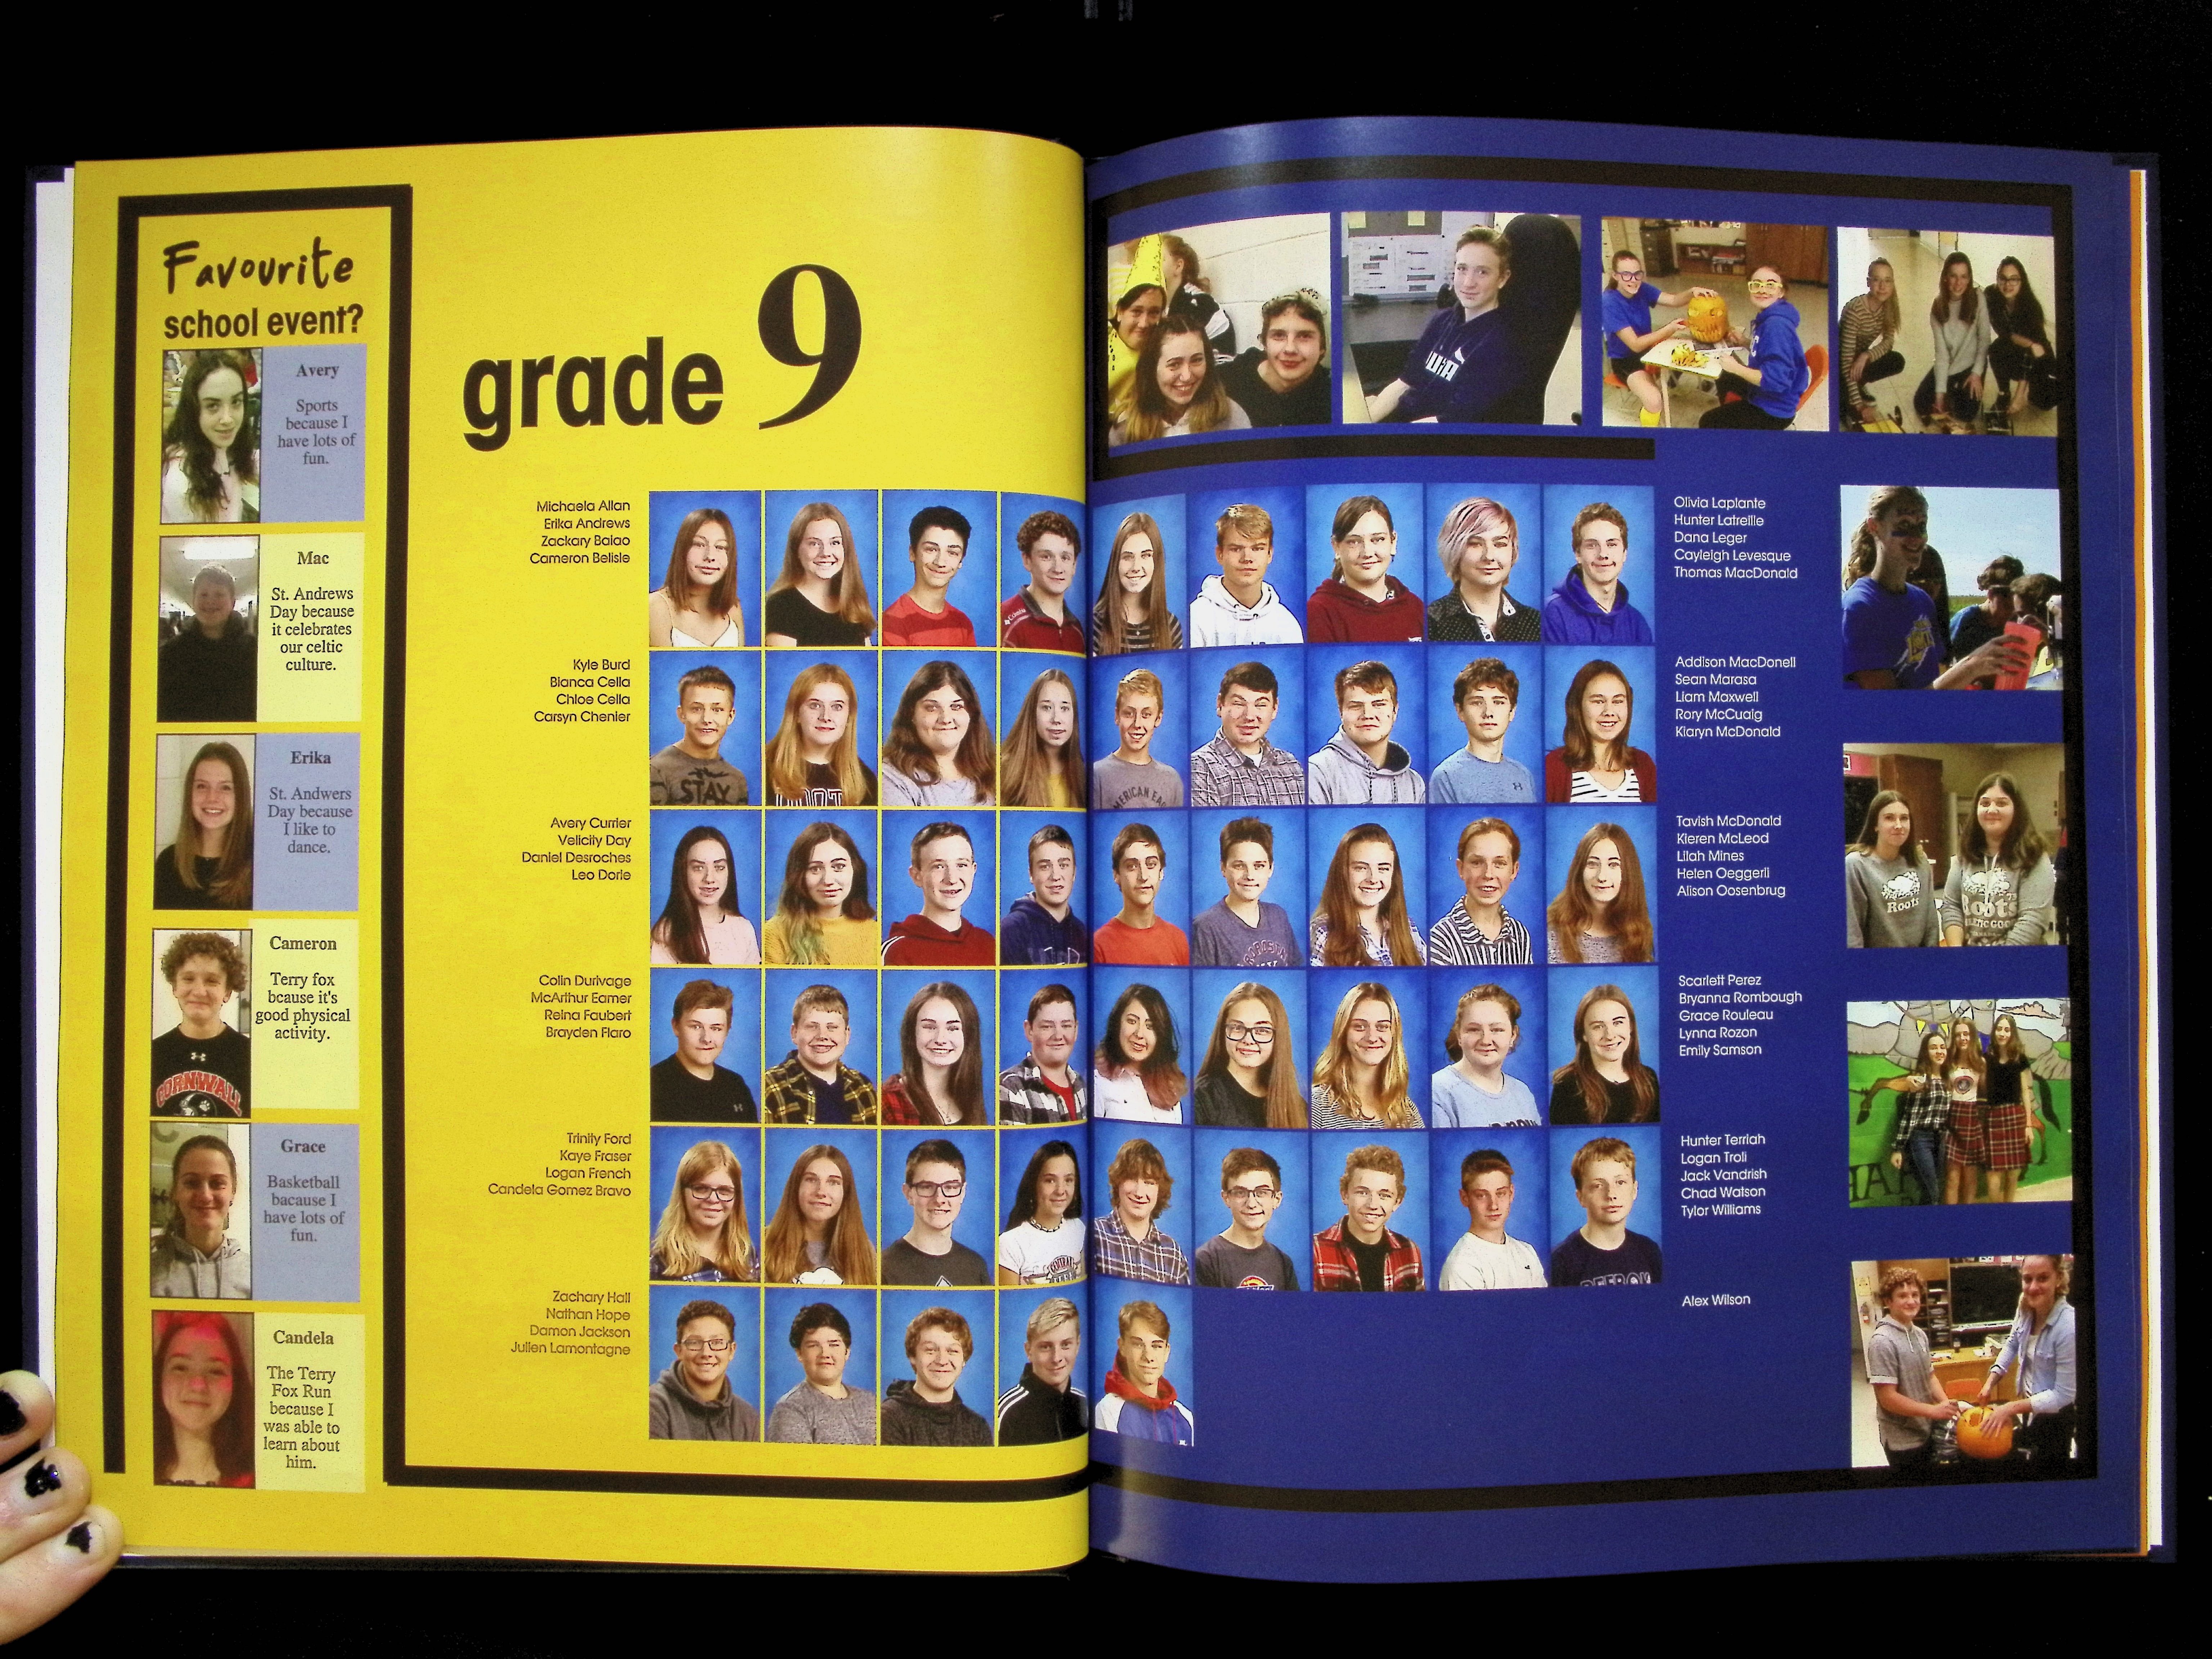 Favourite
school event?
Avery
Sports
because I
have lots of
fun.
Mac
St. Andrews
Day because
it celebrates
our celtic
culture.
Erika
St. Andwers
Day because
I like to
dance.
Cameron
Terry fox
bcause it's
good physical
activity.
Grace
Basketball
bacause I
have lots of
fun.
Candela
The Terry
Fox Run
because I
was able to
learn about
him.
grade 9
Michaela Allan
Erika Andrews
Zackary Baiao
Cameron Belisle
Kyle Burd
Bianca Cella
Chloe Cella
Carsyn Chenier
Avery Currier
Velicity Day
Daniel Desroches
Leo Dorie
Colin Durivage
McArthur Eamer
Reina Faubert
Brayden Flaro
Trinity Ford
Kaye Fraser
Logan French
Candela Gomez Bravo
Zachary Hall
Nathan Hope
Damon Jackson
Julien Lamontagne
Olivia Laplante
Hunter Latreille
Dana Leger
Cayleigh Levesque
Thomas MacDonald
Addison MacDonell
Sean Marasa
Liam Maxwell
Rory McCuaig
Kiaryn McDonald
Tavish McDonald
Kieren McLeod
Lilah Mines
Helen Oeggerli
Alison Oosenbrug
Scarlett Perez
Bryanna Rombough
Grace Rouleau
Lynna Rozon
Emily Samson
Hunter Terriah
Logan Troli
Jack Vandrish
Chad Watson
Tylor Williams
Alex Wilson
CORNWALL
STAY
Roots
Roots